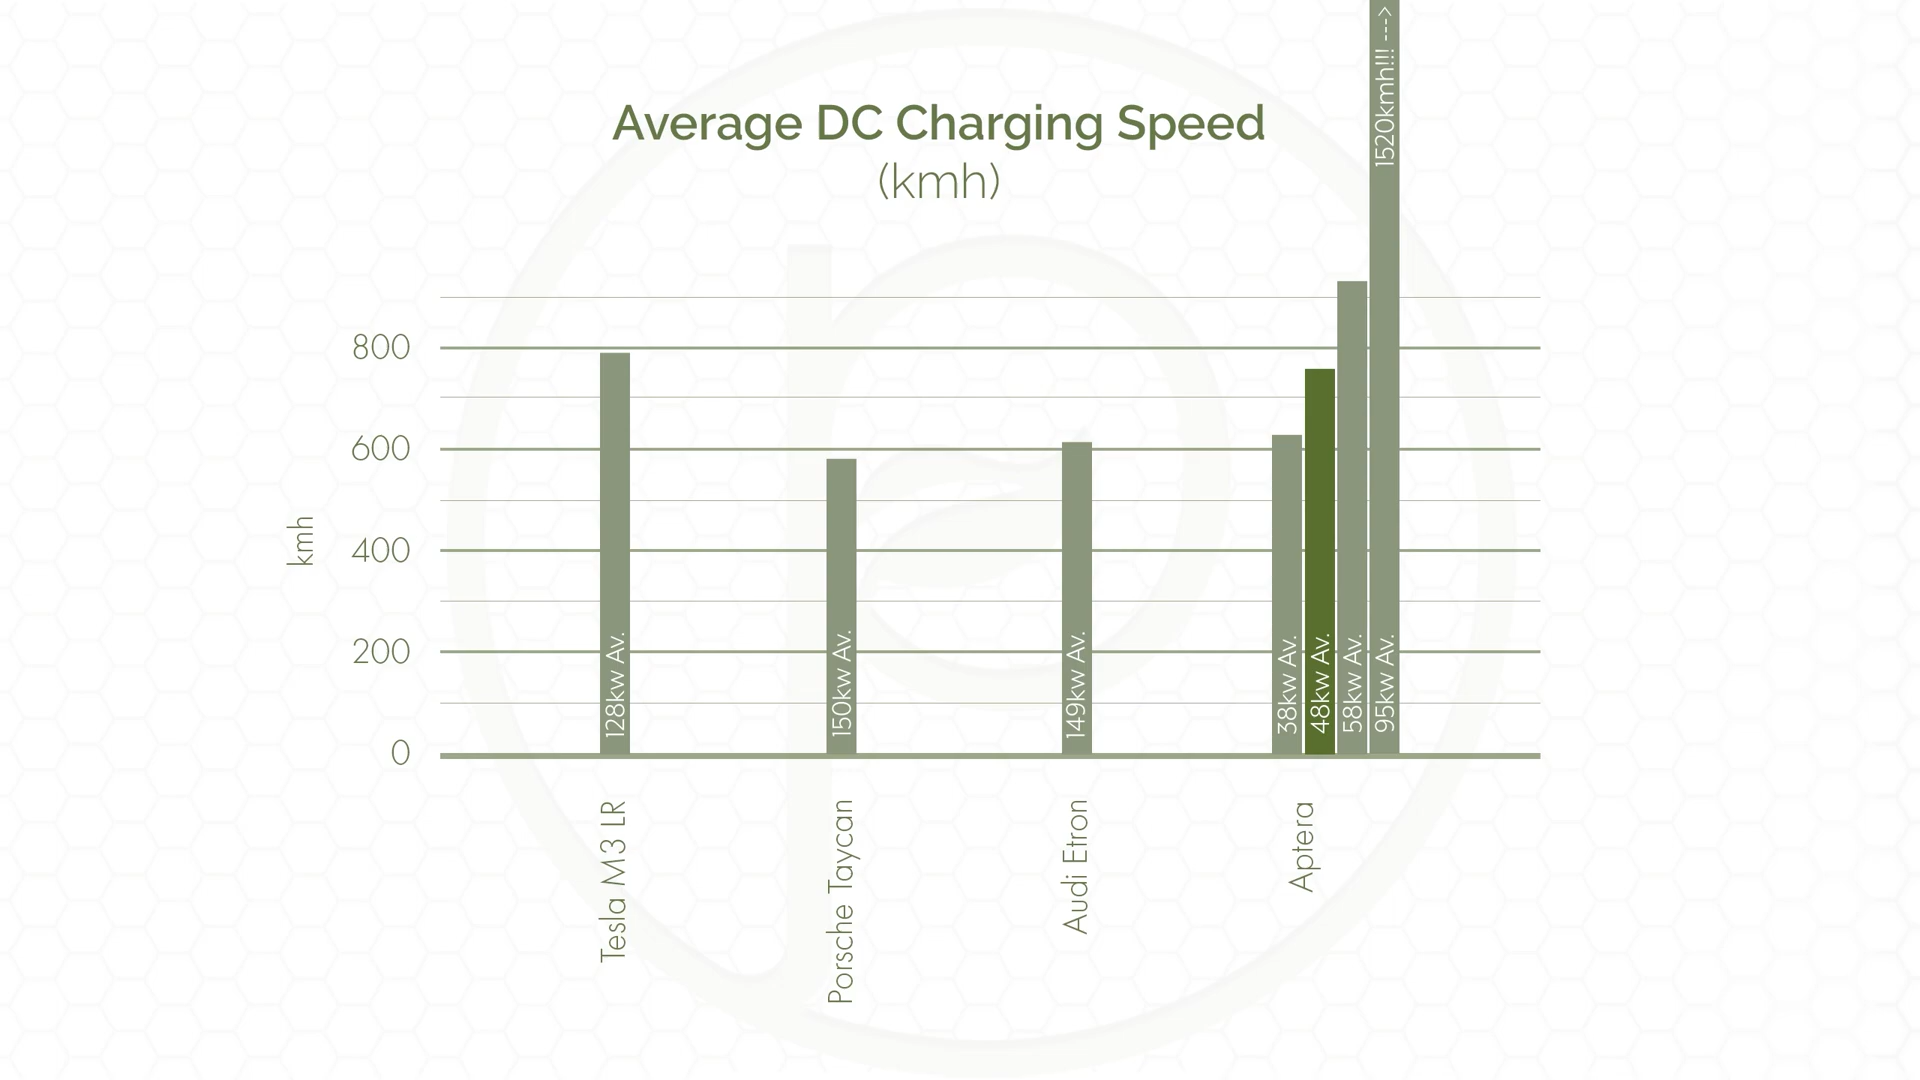 Average DC Charging Speed
(kmh)
1520kmh!!! --->
800
600
400
200
0
kmh
128kw Av.
150kw Av.
149kw Av.
38kw Av.
48kw Av.
58kw Av.
95kw Av.
Tesla M3 LR
Porsche Taycan
Audi Etron
Aptera